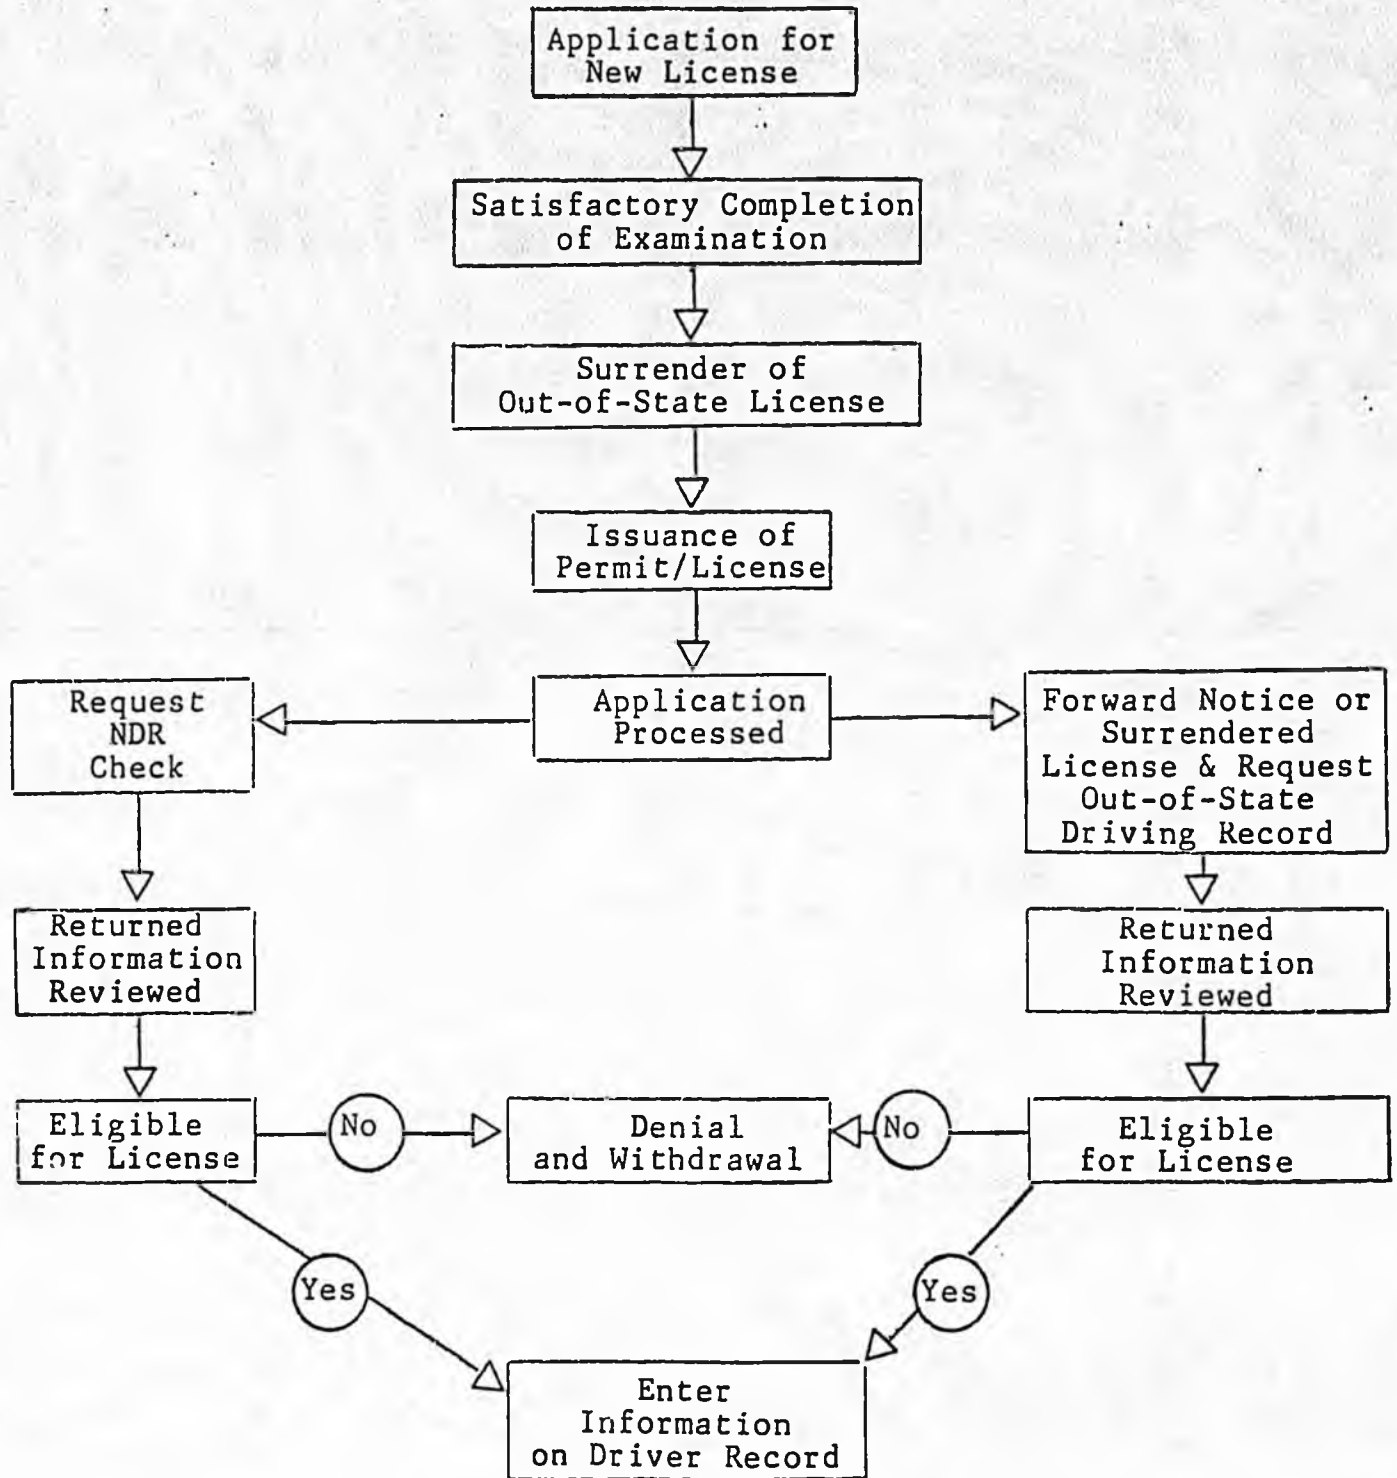 Application for
New License
Satisfactory Completion
of Examination
Surrender of
Out-of-State License
Issuance of
Permit/License
Application
Processed
Request
NDR
Check
Forward Notice or
Surrendered
License & Request
Out-of-State
Driving Record
Returned
Information
Reviewed
Returned
Information
Reviewed
Eligible
for License
No
Denial
and Withdrawal
No
Eligible
for License
Yes
Yes
Enter
Information
on Driver Record